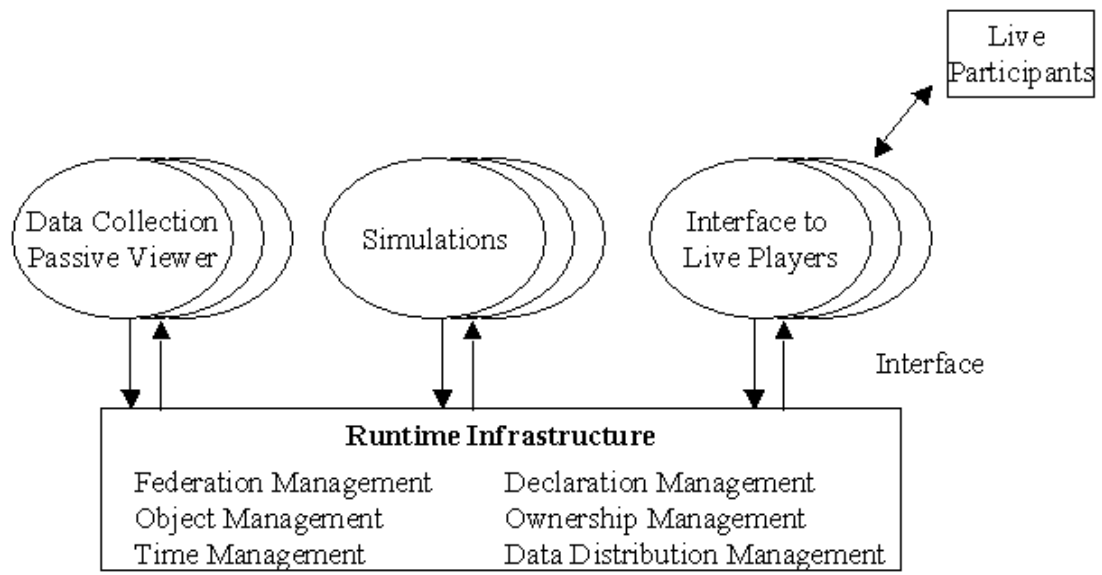 Live
Participants
Data Collection
Passive Viewer
Simulations
Interface to
Live Players
Interface
Runtime Infrastructure
Federation Management
Declaration Management
Object Management
Ownership Management
Time Management
Data Distribution Management